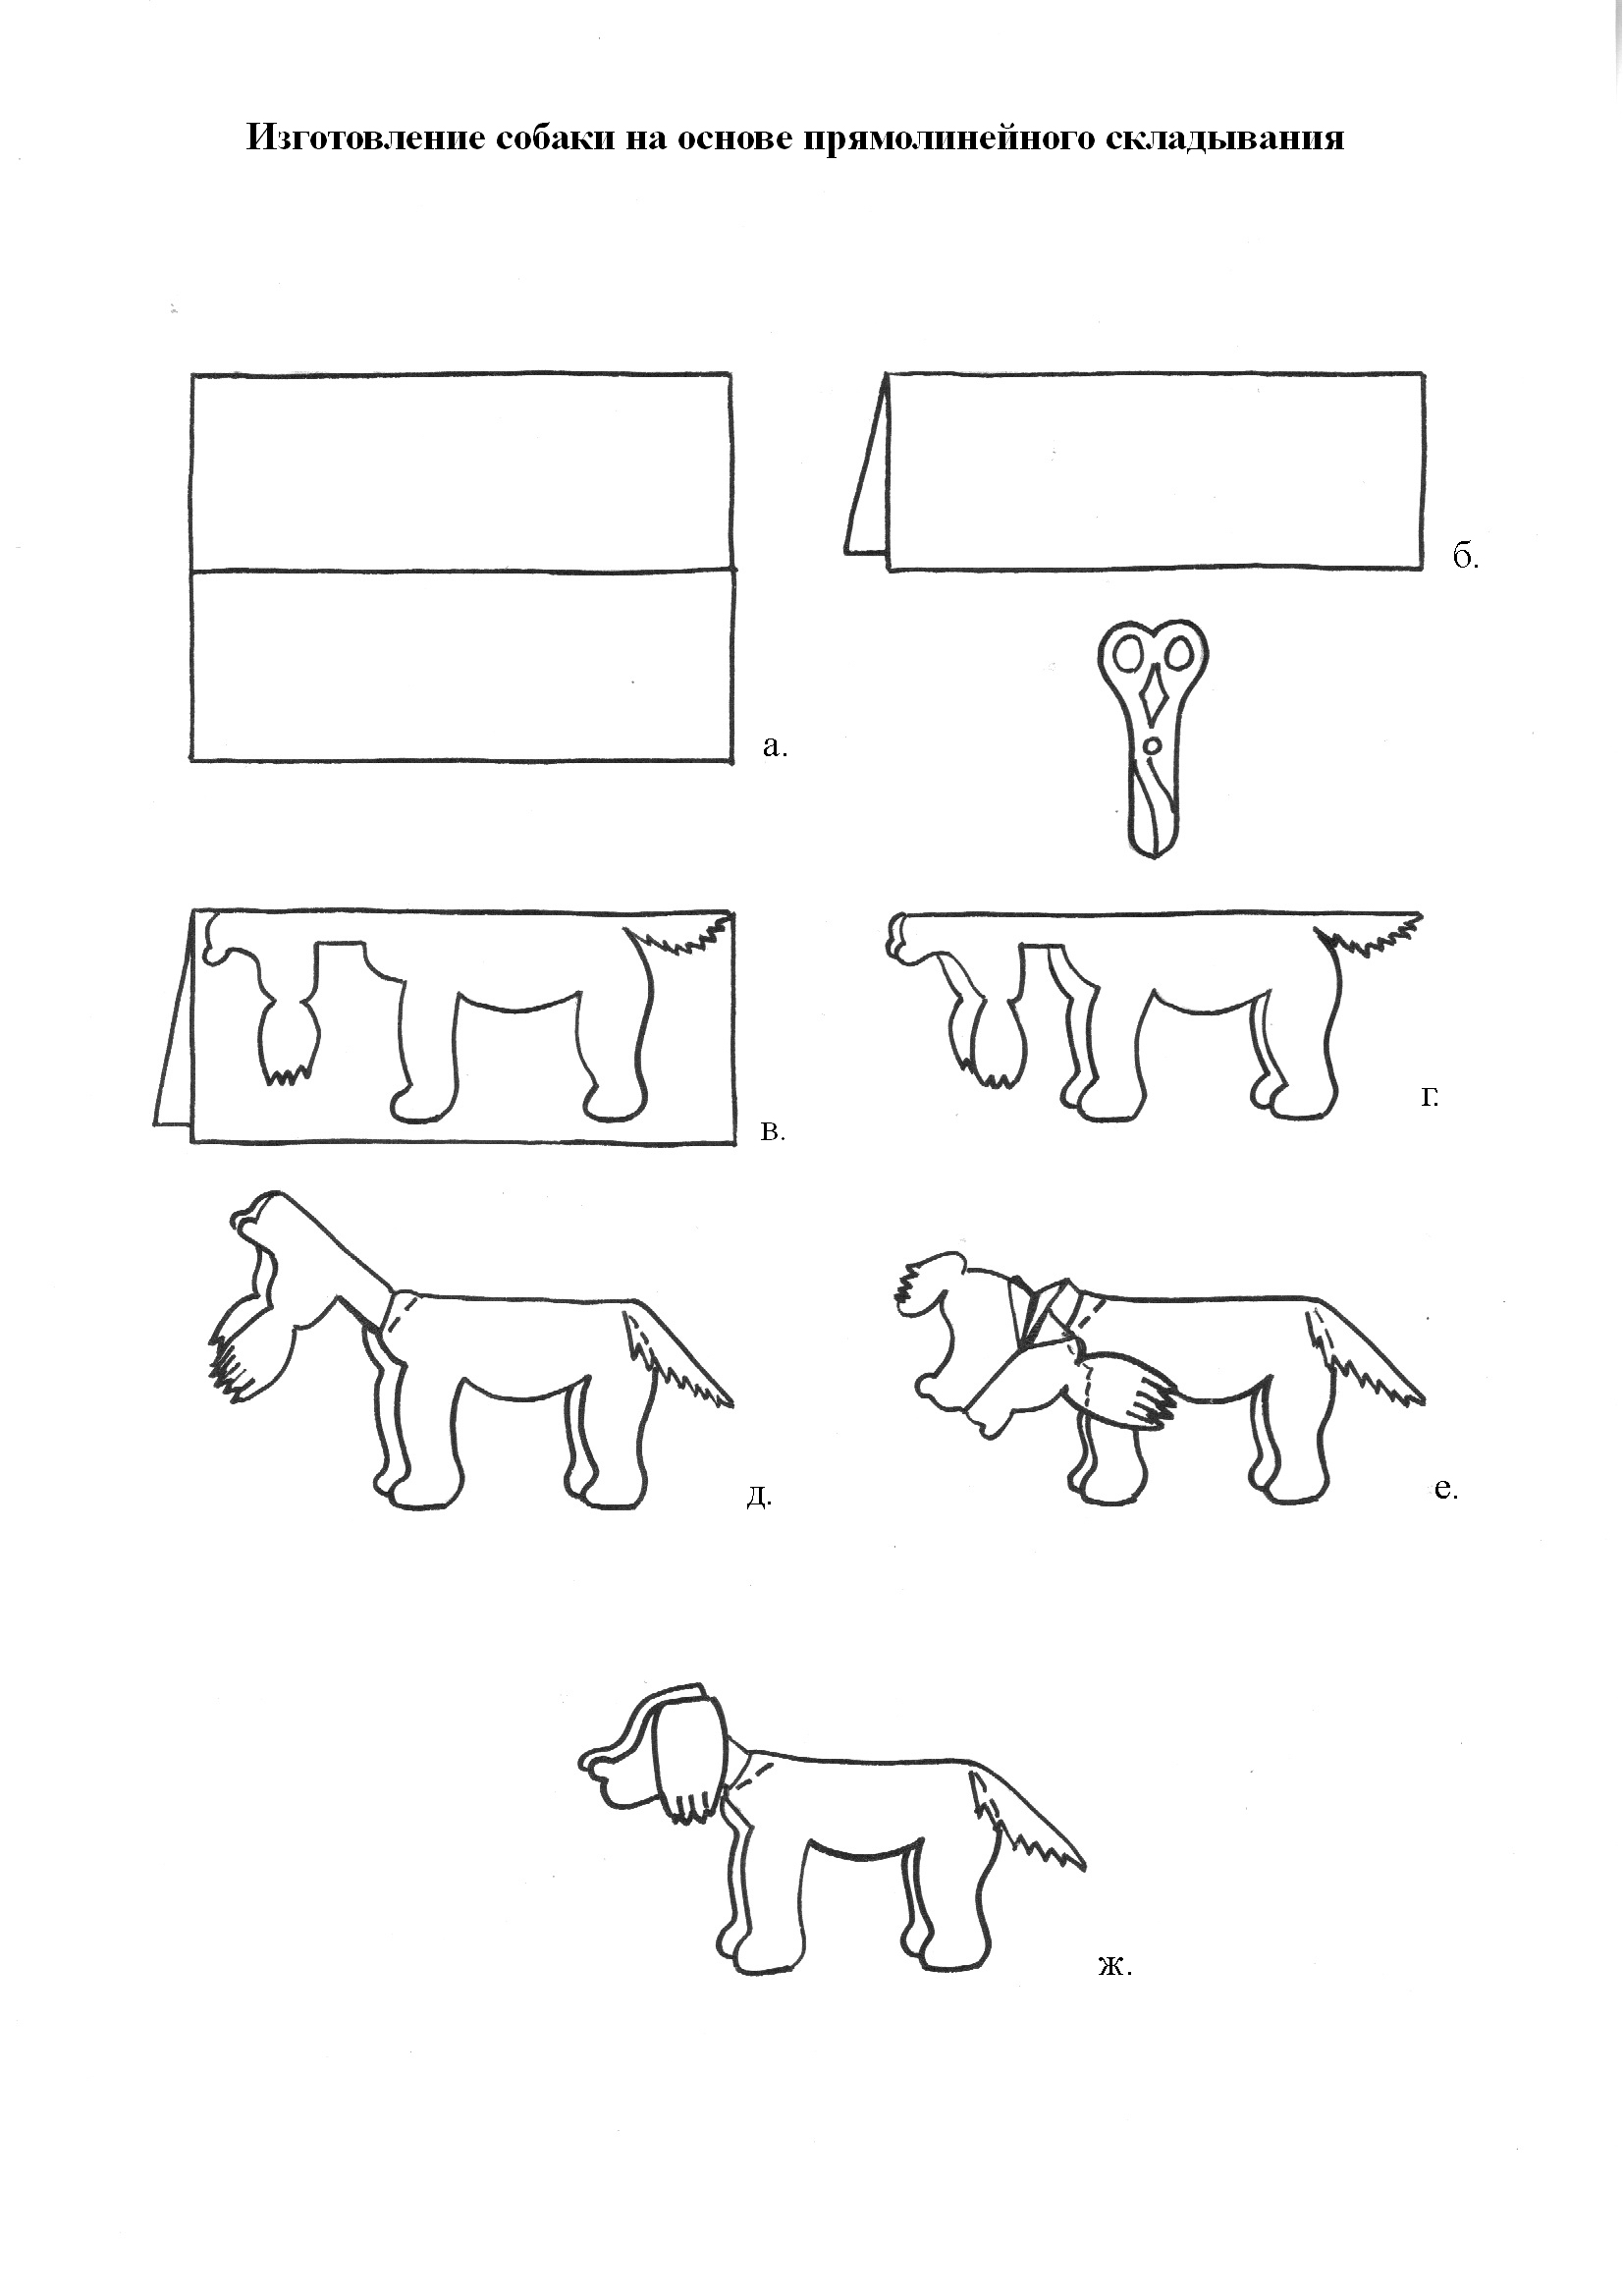 Изготовление собаки на основе прямолинейного складывания
б.
а.
г.
в.
д.
е.
ж.